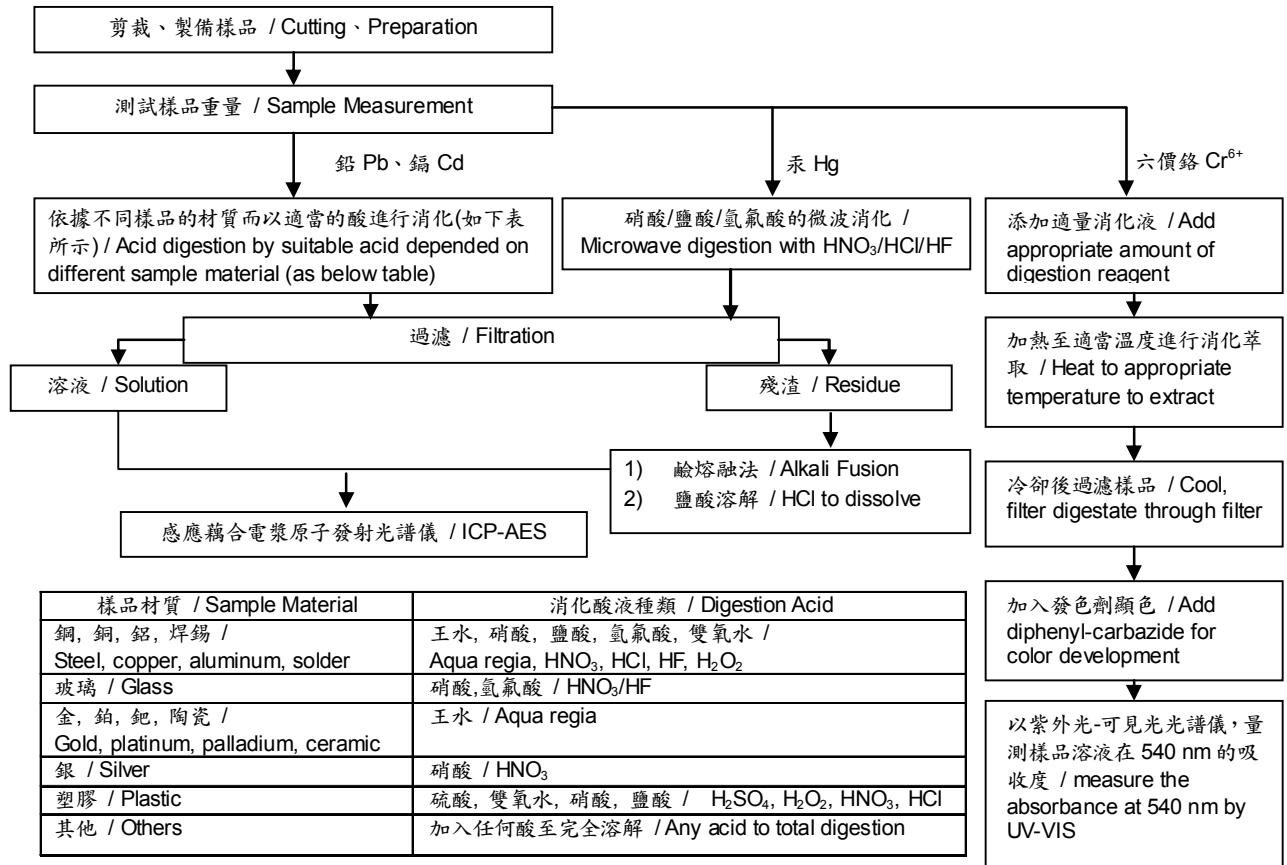 剪裁、製備樣品 / Cutting、Preparation
測試樣品重量 / Sample Measurement
鉛 Pb、鎘 Cd
汞 Hg
六價鉻 Cr⁶⁺
依據不同樣品的材質而以適當的酸進行消化(如下表
所示) / Acid digestion by suitable acid depended on
different sample material (as below table)
硝酸/鹽酸/氫氟酸的微波消化 /
Microwave digestion with HNO₃/HCl/HF
添加適量消化液 / Add
appropriate amount of
digestion reagent
過濾 / Filtration
加熱至適當溫度進行消化萃
取 / Heat to appropriate
temperature to extract
溶液 / Solution
殘渣 / Residue
1) 鹼熔融法 / Alkali Fusion
2) 鹽酸溶解 / HCl to dissolve
冷卻後過濾樣品 / Cool,
filter digestate through filter
感應藕合電漿原子發射光譜儀 / ICP-AES
加入發色劑顯色 / Add
diphenyl-carbazide for
color development
以紫外光-可見光光譜儀，量
測樣品溶液在 540 nm 的吸
收度 / measure the
absorbance at 540 nm by
UV-VIS
樣品材質 / Sample Material 消化酸液種類 / Digestion Acid
鋼, 銅, 鋁, 焊錫 / 王水, 硝酸, 鹽酸, 氫氟酸, 雙氧水 /
Steel, copper, aluminum, solder Aqua regia, HNO₃, HCl, HF, H₂O₂
玻璃 / Glass 硝酸,氫氟酸 / HNO₃/HF
金, 鉑, 鈀, 陶瓷 / 王水 / Aqua regia
Gold, platinum, palladium, ceramic
銀 / Silver 硝酸 / HNO₃
塑膠 / Plastic 硫酸, 雙氧水, 硝酸, 鹽酸 / H₂SO₄, H₂O₂, HNO₃, HCl
其他 / Others 加入任何酸至完全溶解 / Any acid to total digestion